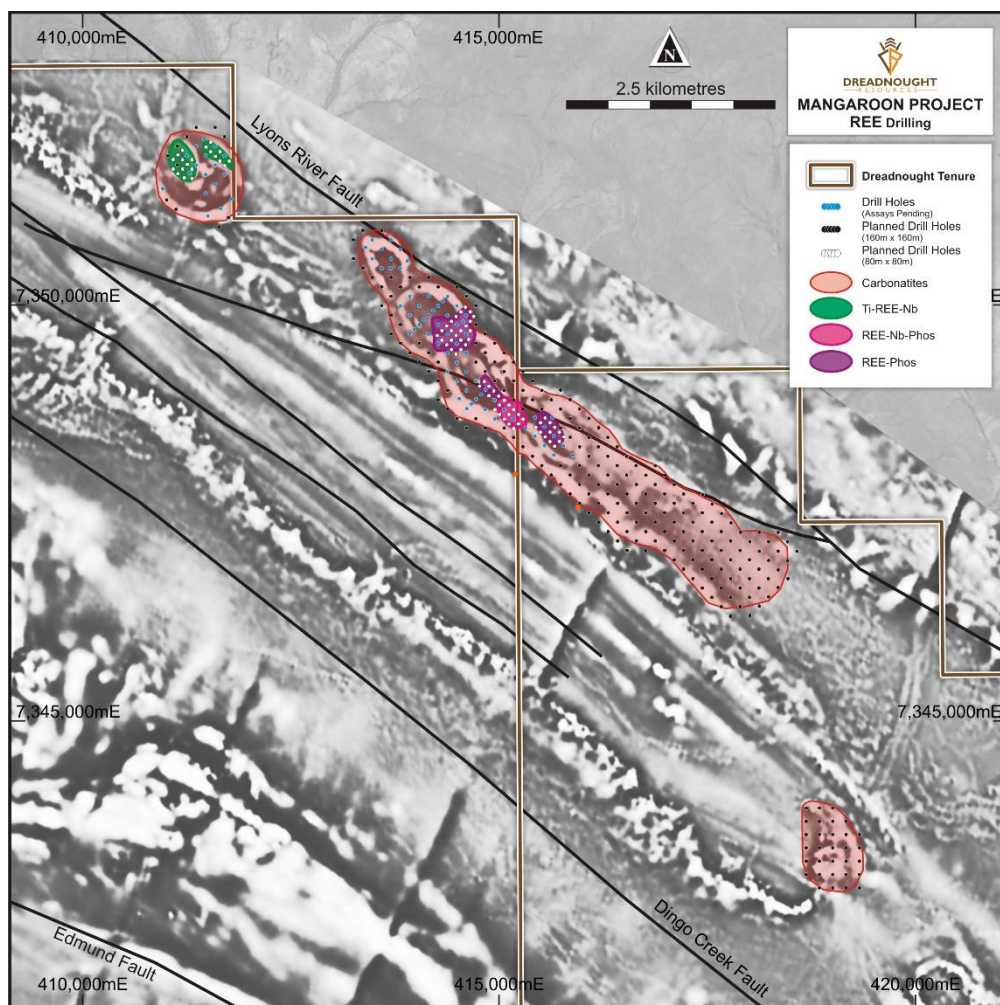 410,000mE
415,000mE
N
2.5 kilometres
DREADNOUGHT
RESOURCES
MANGAROON PROJECT
REE Drilling
Dreadnought Tenure
Drill Holes
(Assays Pending)
Planned Drill Holes
(160m x 160m)
Planned Drill Holes
(80m x 80m)
Carbonatites
Ti-REE-Nb
REE-Nb-Phos
REE-Phos
Lyons River Fault
7,350,000mE
7,345,000mE
7,345,000mE
Dingo Creek Fault
Edmund Fault
410,000mE
415,000mE
420,000mE